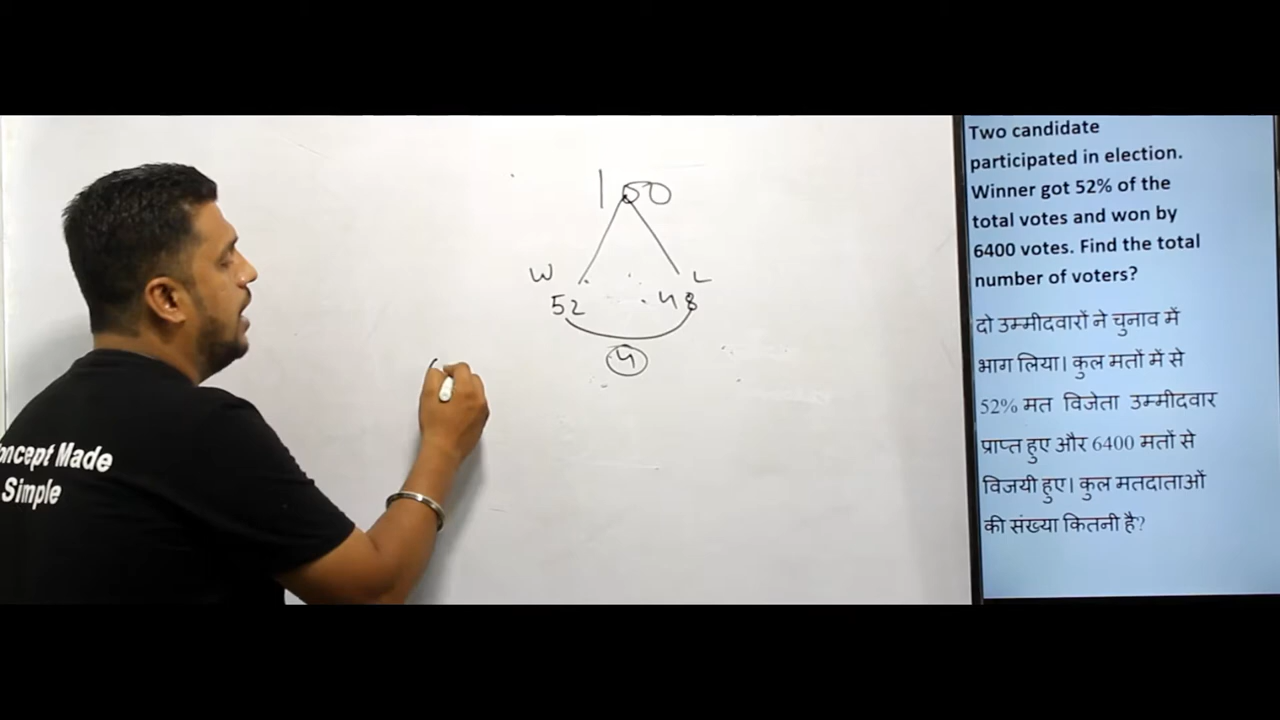 100
W
L
52
48
4
oncept Made
Simple
Two candidate
participated in election.
Winner got 52% of the
total votes and won by
6400 votes. Find the total
number of voters?
दो उम्मीदवारों ने चुनाव में
भाग लिया। कुल मतों में से
52% मत विजेता उम्मीदवार
प्राप्त हुए और 6400 मतों से
विजयी हुए। कुल मतदाताओं
की संख्या कितनी है?